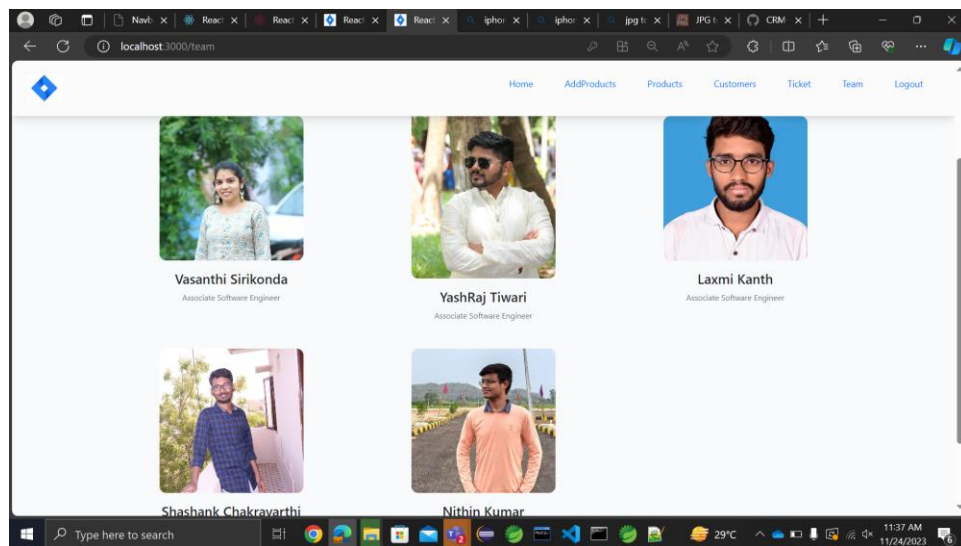 Navb
React
React
React
React
iphor
iphor
jpg to
JPG t
CRM-
localhost:3000/team
Home AddProducts Products Customers Ticket Team Logout
Vasanthi Sirikonda
Associate Software Engineer
YashRaj Tiwari
Associate Software Engineer
Laxmi Kanth
Associate Software Engineer
Shashank Chakravarthi
Nithin Kumar
Type here to search
29°C
11:37 AM
11/24/2023